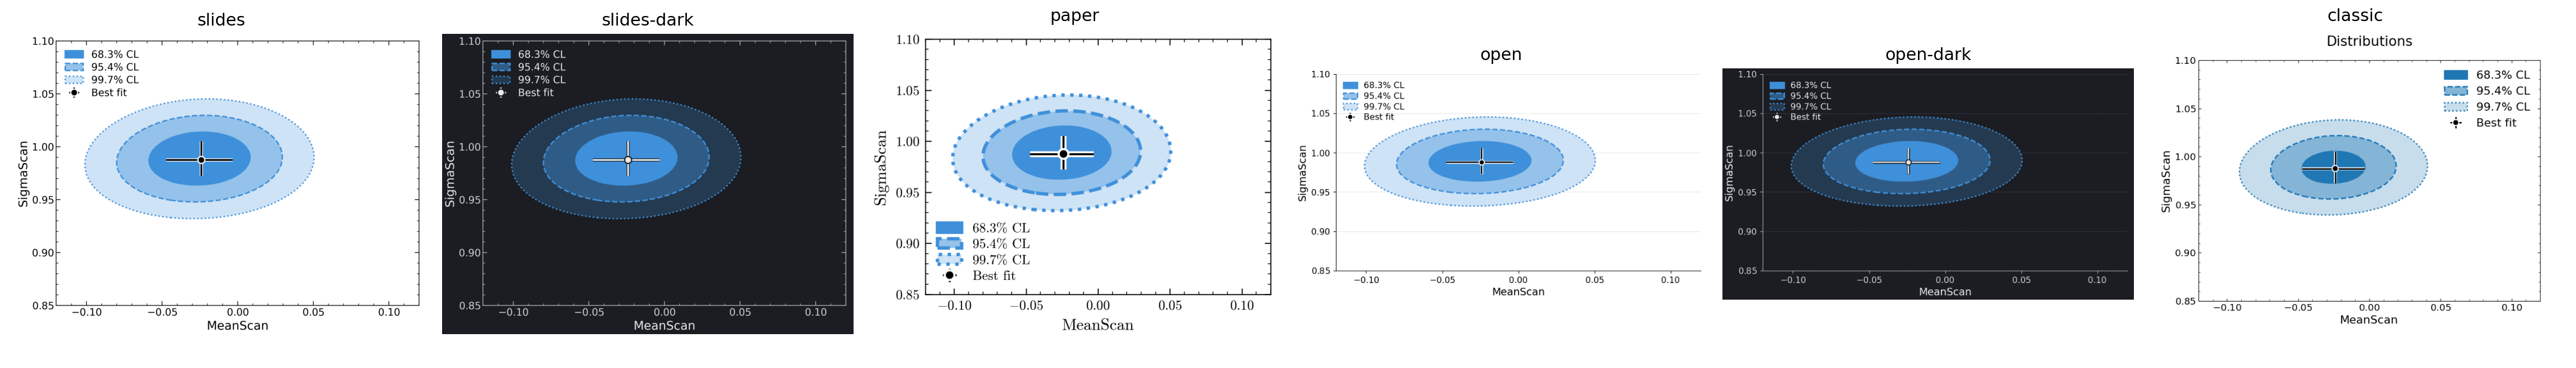 slides
1.10
1.05
1.00
0.95
0.90
0.85
SigmaScan
68.3% CL
95.4% CL
99.7% CL
Best fit
−0.10 −0.05 0.00 0.05 0.10
MeanScan
slides-dark
1.10
1.05
1.00
0.95
0.90
0.85
SigmaScan
68.3% CL
95.4% CL
99.7% CL
Best fit
−0.10 −0.05 0.00 0.05 0.10
MeanScan
paper
1.10
1.05
1.00
0.95
0.90
0.85
SigmaScan
68.3% CL
95.4% CL
99.7% CL
Best fit
−0.10 −0.05 0.00 0.05 0.10
MeanScan
open
1.10
1.05
1.00
0.95
0.90
0.85
SigmaScan
68.3% CL
95.4% CL
99.7% CL
Best fit
−0.10 −0.05 0.00 0.05 0.10
MeanScan
open-dark
1.10
1.05
1.00
0.95
0.90
0.85
SigmaScan
68.3% CL
95.4% CL
99.7% CL
Best fit
−0.10 −0.05 0.00 0.05 0.10
MeanScan
classic
Distributions
1.10
1.05
1.00
0.95
0.90
0.85
SigmaScan
68.3% CL
95.4% CL
99.7% CL
Best fit
−0.10 −0.05 0.00 0.05 0.10
MeanScan